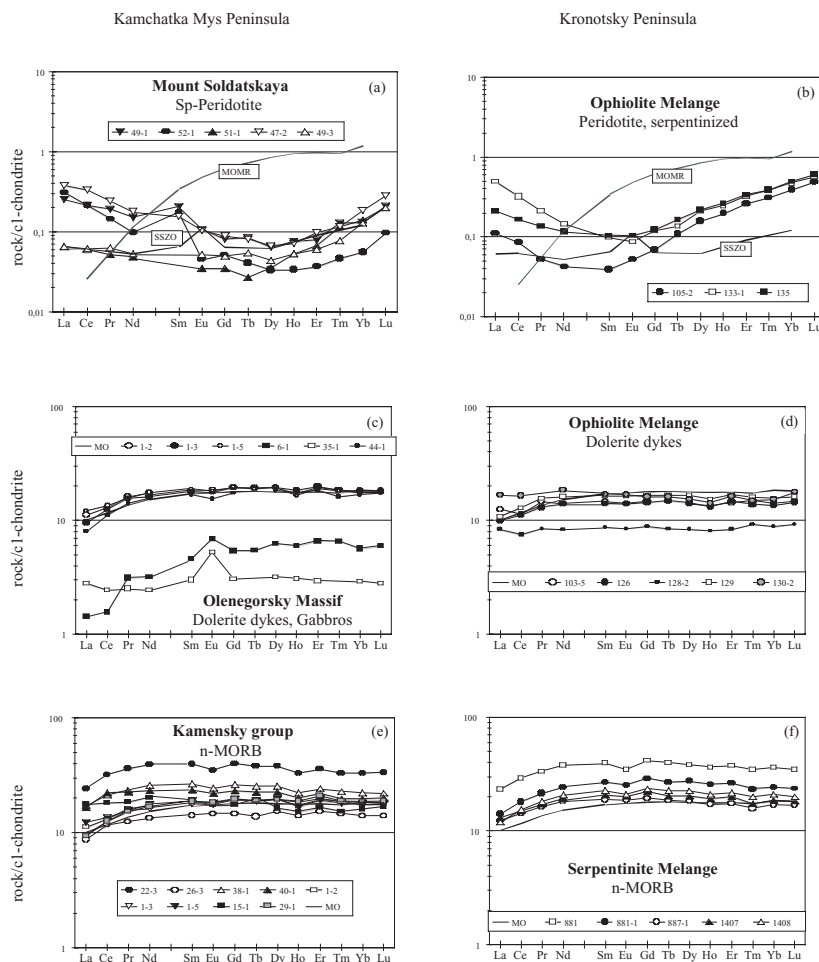 Kamchatka Mys Peninsula
Kronotsky Peninsula
10
1
0,1
0,01
rock/c1-chondrite
Mount Soldatskaya
Sp-Peridotite
(a)
49-1 52-1 51-1 47-2 49-3
MOMR
SSZO
La Ce Pr Nd Sm Eu Gd Tb Dy Ho Er Tm Yb Lu
10
1
0,1
0,01
Ophiolite Melange
Peridotite, serpentinized
(b)
MOMR
SSZO
105-2 133-1 135
La Ce Pr Nd Sm Eu Gd Tb Dy Ho Er Tm Yb Lu
100
10
1
rock/c1-chondrite
(c)
MO 1-2 1-3 1-5 6-1 35-1 44-1
Olenegorsky Massif
Dolerite dykes, Gabbros
La Ce Pr Nd Sm Eu Gd Tb Dy Ho Er Tm Yb Lu
100
10
1
Ophiolite Melange
Dolerite dykes
(d)
MO 103-5 126 128-2 129 130-2
La Ce Pr Nd Sm Eu Gd Tb Dy Ho Er Tm Yb Lu
100
10
1
rock/c1-chondrite
Kamensky group
n-MORB
(e)
22-3 26-3 38-1 40-1 1-2
1-3 1-5 15-1 29-1 MO
La Ce Pr Nd Sm Eu Gd Tb Dy Ho Er Tm Yb Lu
100
10
1
(f)
Serpentinite Melange
n-MORB
MO 881 881-1 887-1 1407 1408
La Ce Pr Nd Sm Eu Gd Tb Dy Ho Er Tm Yb Lu